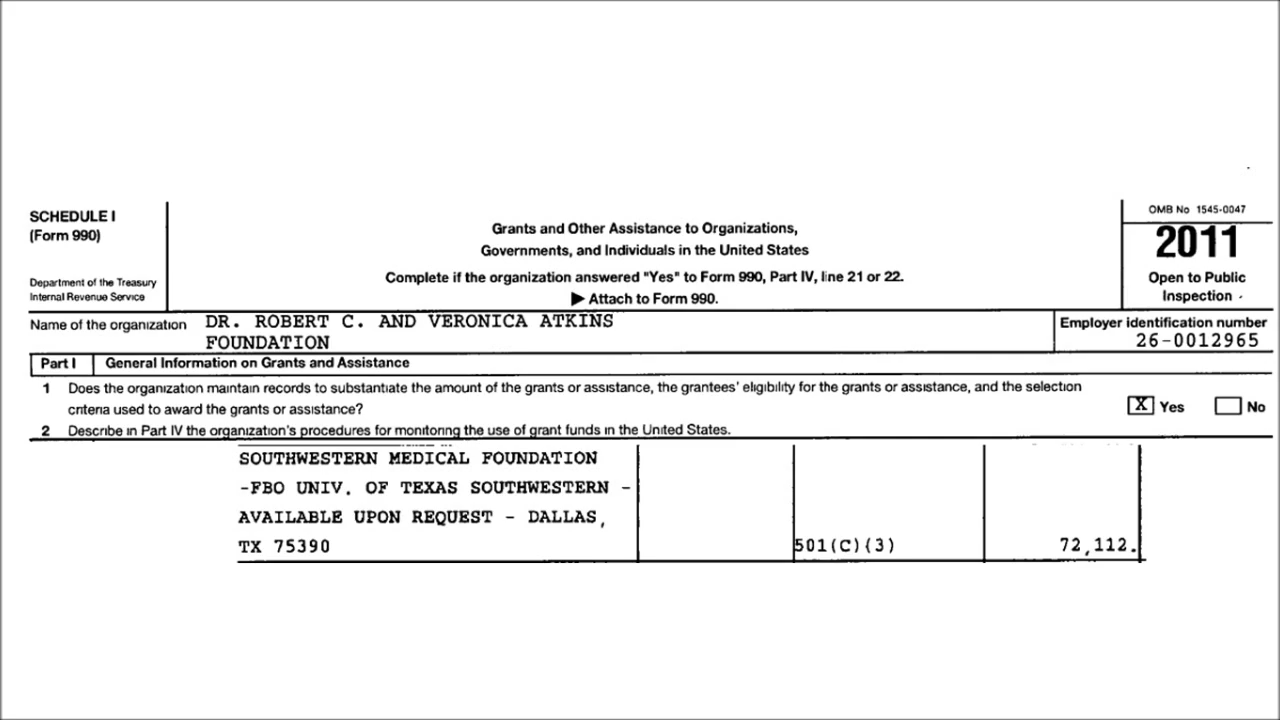 SCHEDULE I
(Form 990)
Department of the Treasury
Internal Revenue Service
Grants and Other Assistance to Organizations,
Governments, and Individuals in the United States
Complete if the organization answered "Yes" to Form 990, Part IV, line 21 or 22.
▶ Attach to Form 990.
OMB No 1545-0047
2011
Open to Public
Inspection
Name of the organization DR. ROBERT C. AND VERONICA ATKINS
FOUNDATION
Employer identification number
26-0012965
Part I General Information on Grants and Assistance
1 Does the organization maintain records to substantiate the amount of the grants or assistance, the grantees' eligibility for the grants or assistance, and the selection
criteria used to award the grants or assistance? X Yes No
2 Describe in Part IV the organization's procedures for monitoring the use of grant funds in the United States.
SOUTHWESTERN MEDICAL FOUNDATION
-FBO UNIV. OF TEXAS SOUTHWESTERN -
AVAILABLE UPON REQUEST - DALLAS,
TX 75390 501(C)(3) 72,112.